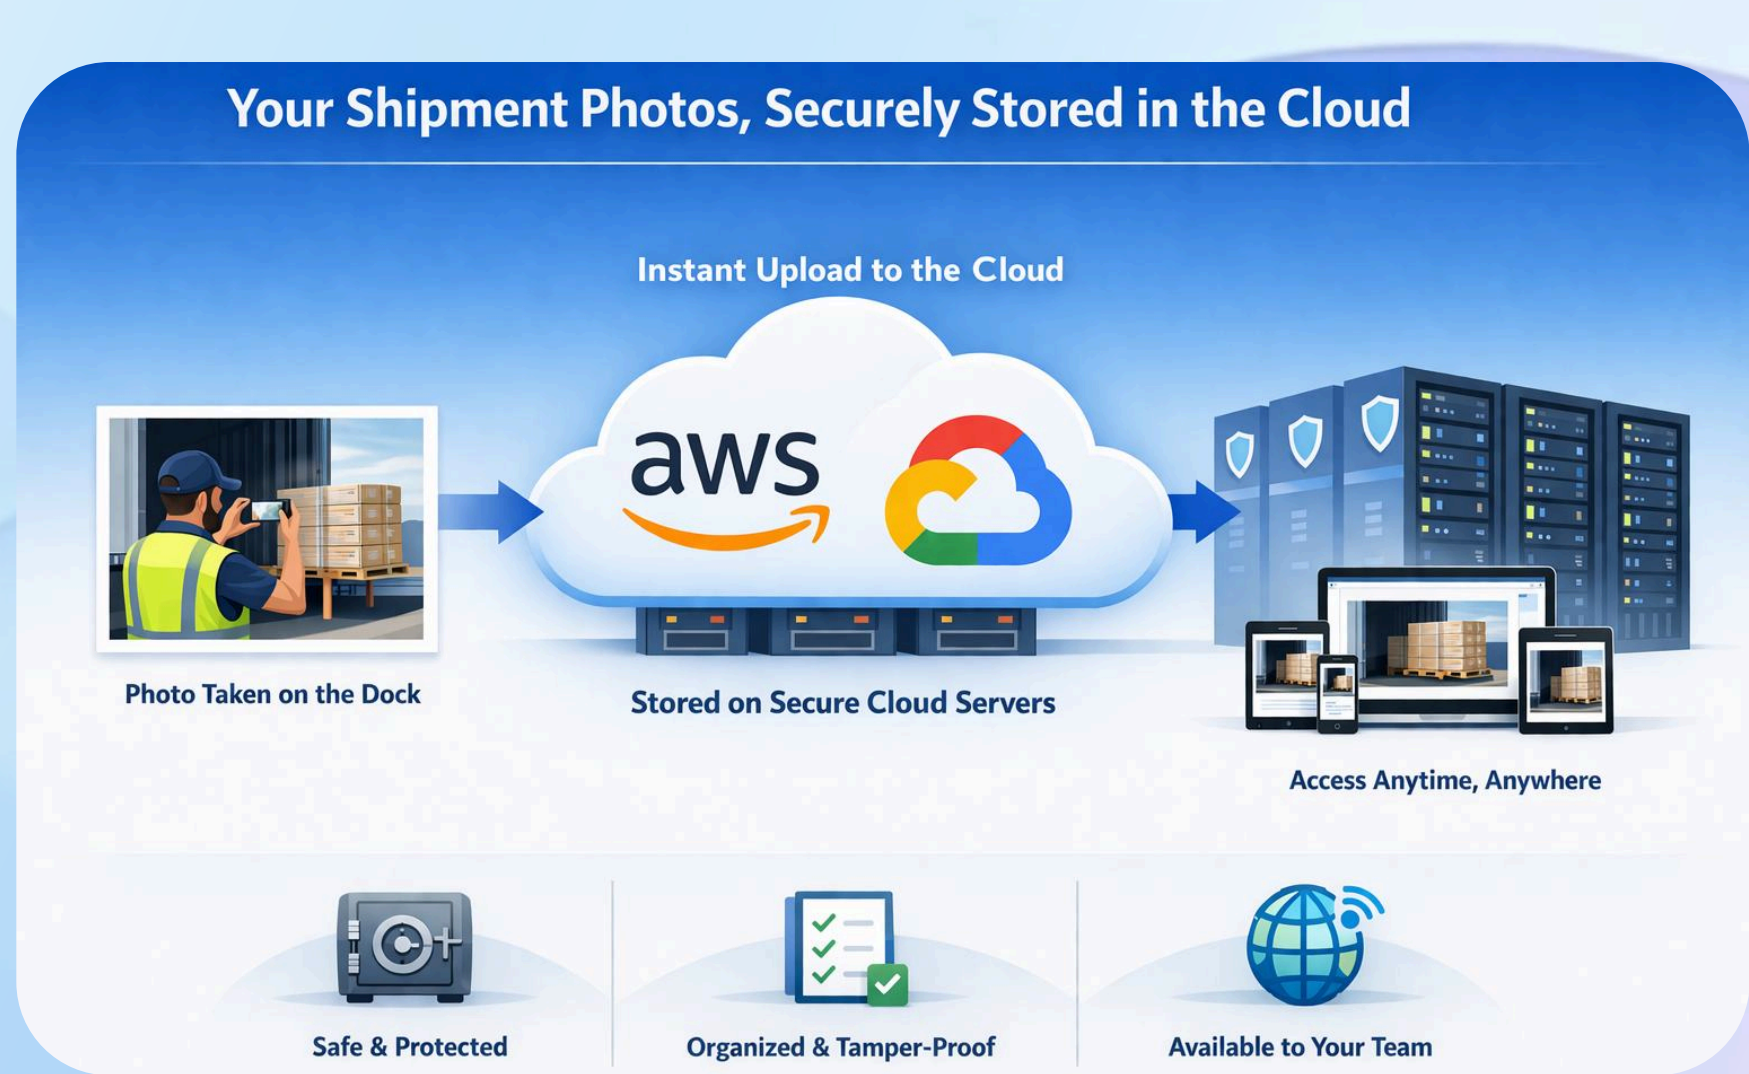 Your Shipment Photos, Securely Stored in the Cloud
Instant Upload to the Cloud
aws
Photo Taken on the Dock
Stored on Secure Cloud Servers
Access Anytime, Anywhere
Safe & Protected
Organized & Tamper-Proof
Available to Your Team